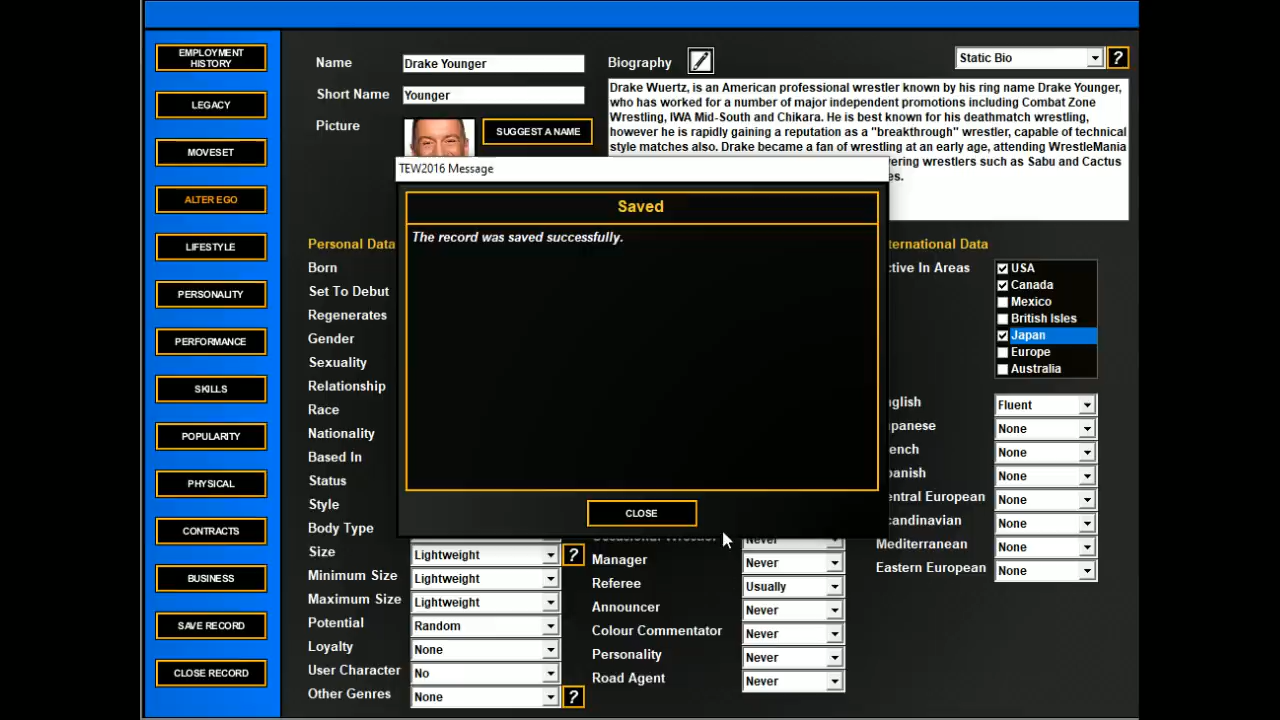 EMPLOYMENT HISTORY
LEGACY
MOVESET
ALTER EGO
LIFESTYLE
PERSONALITY
PERFORMANCE
SKILLS
POPULARITY
PHYSICAL
CONTRACTS
BUSINESS
SAVE RECORD
CLOSE RECORD
Name Drake Younger
Short Name Younger
Picture SUGGEST A NAME
Biography Static Bio ?
Drake Wuertz, is an American professional wrestler known by his ring name Drake Younger,
who has worked for a number of major independent promotions including Combat Zone
Wrestling, IWA Mid-South and Chikara. He is best known for his deathmatch wrestling,
however he is rapidly gaining a reputation as a "breakthrough" wrestler, capable of technical
style matches also. Drake became a fan of wrestling at an early age, attending WrestleMania
ering wrestlers such as Sabu and Cactus
es.
TEW2016 Message
Saved
The record was saved successfully.
CLOSE
Personal Data
Born
Set To Debut
Regenerates
Gender
Sexuality
Relationship
Race
Nationality
Based In
Status
Style
Body Type
Size Lightweight ?
Minimum Size Lightweight
Maximum Size Lightweight
Potential Random
Loyalty None
User Character No
Other Genres None ?
Never
Manager Never
Referee Usually
Announcer Never
Colour Commentator Never
Personality Never
Road Agent Never
ternational Data
ctive In Areas
USA
Canada
Mexico
British Isles
Japan
Europe
Australia
nglish Fluent
panese None
ench None
panish None
entral European None
candinavian None
Mediterranean None
Eastern European None